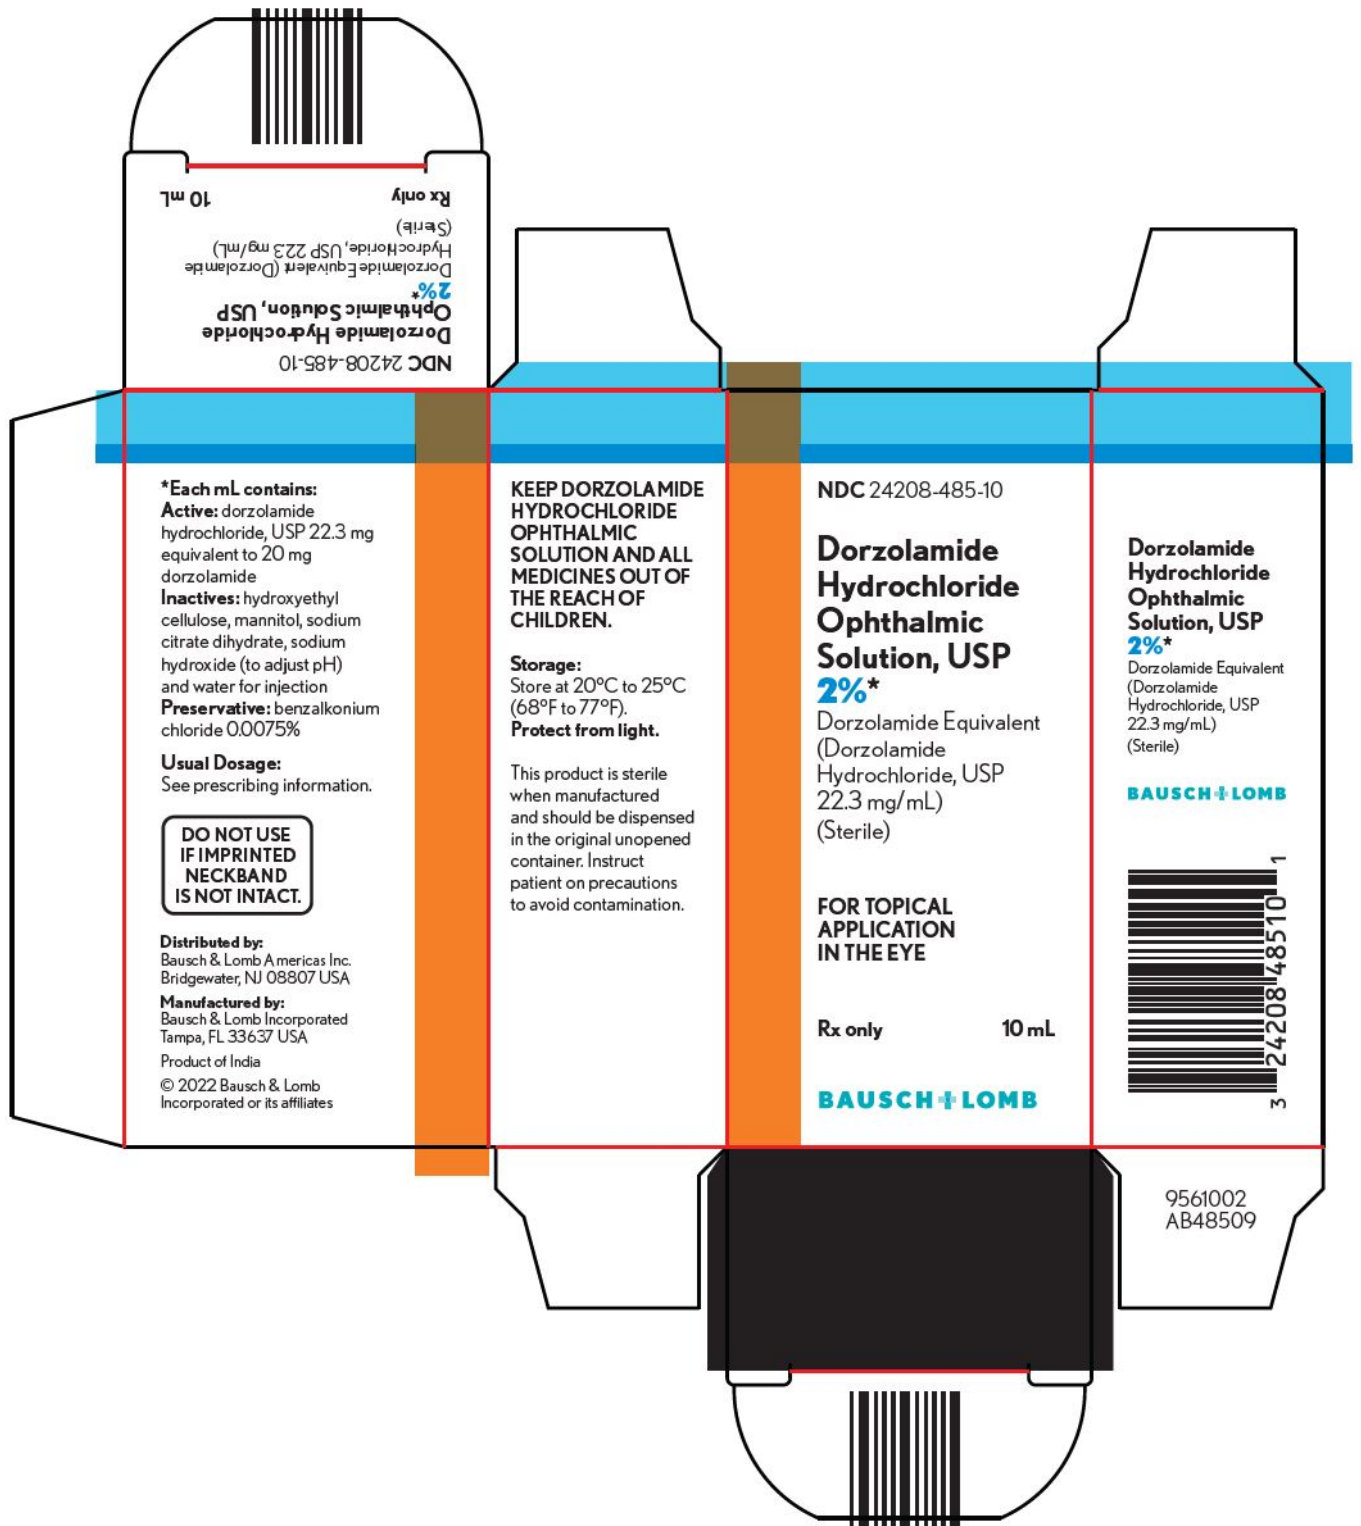 Rx only 10 mL
(Sterile)
Hydrochloride, USP 22.3 mg/mL)
Dorzolamide Equivalent (Dorzolamide
2%*
Ophthalmic Solution, USP
Dorzolamide Hydrochloride
NDC 24208-485-10
*Each mL contains:
Active: dorzolamide
hydrochloride, USP 22.3 mg
equivalent to 20 mg
dorzolamide
Inactives: hydroxyethyl
cellulose, mannitol, sodium
citrate dihydrate, sodium
hydroxide (to adjust pH)
and water for injection
Preservative: benzalkonium
chloride 0.0075%
Usual Dosage:
See prescribing information.
DO NOT USE
IF IMPRINTED
NECKBAND
IS NOT INTACT.
Distributed by:
Bausch & Lomb Americas Inc.
Bridgewater, NJ 08807 USA
Manufactured by:
Bausch & Lomb Incorporated
Tampa, FL 33637 USA
Product of India
© 2022 Bausch & Lomb
Incorporated or its affiliates
KEEP DORZOLAMIDE
HYDROCHLORIDE
OPHTHALMIC
SOLUTION AND ALL
MEDICINES OUT OF
THE REACH OF
CHILDREN.
Storage:
Store at 20°C to 25°C
(68°F to 77°F).
Protect from light.
This product is sterile
when manufactured
and should be dispensed
in the original unopened
container. Instruct
patient on precautions
to avoid contamination.
NDC 24208-485-10
Dorzolamide
Hydrochloride
Ophthalmic
Solution, USP
2%*
Dorzolamide Equivalent
(Dorzolamide
Hydrochloride, USP
22.3 mg/mL)
(Sterile)
FOR TOPICAL
APPLICATION
IN THE EYE
Rx only 10 mL
BAUSCH+LOMB
Dorzolamide
Hydrochloride
Ophthalmic
Solution, USP
2%*
Dorzolamide Equivalent
(Dorzolamide
Hydrochloride, USP
22.3 mg/mL)
(Sterile)
BAUSCH+LOMB
3 24208 48510 1
9561002
AB48509